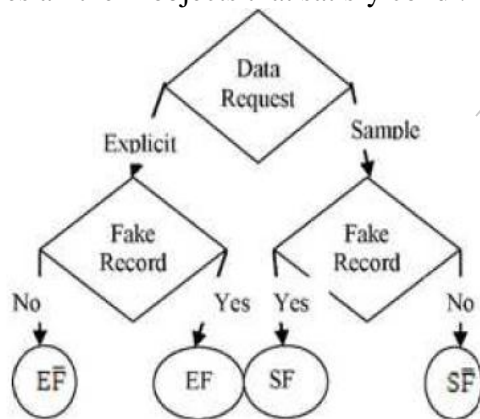 Data
Request
Explicit
Sample
Fake
Record
Fake
Record
No
Yes
Yes
No
EF̅
EF
SF
SF̅